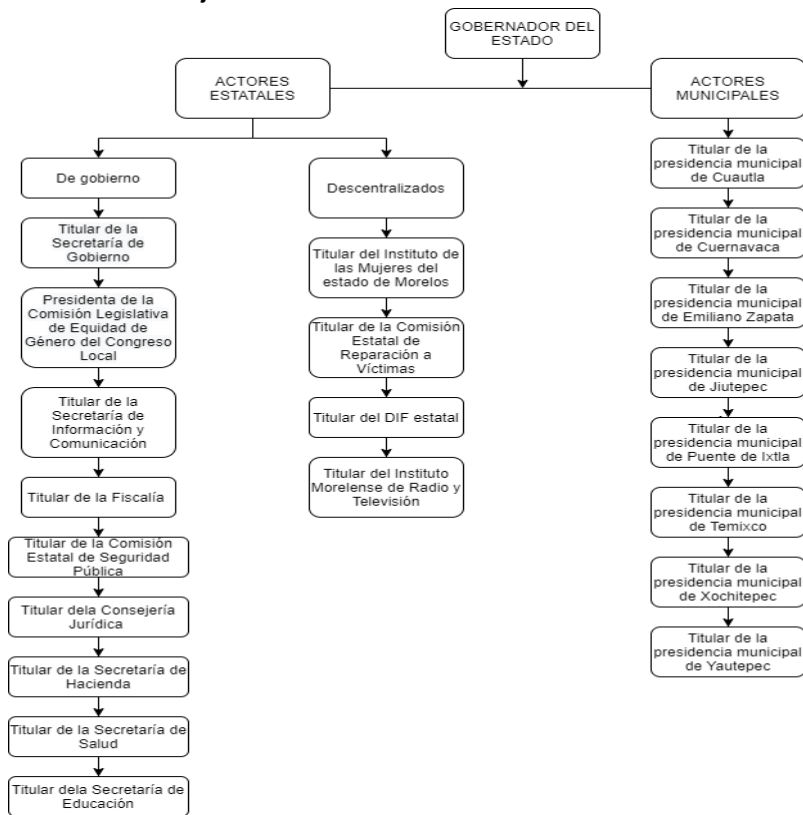 GOBERNADOR DEL
ESTADO
ACTORES
ESTATALES
ACTORES
MUNICIPALES
De gobierno
Titular de la
Secretaría de
Gobierno
Presidenta de la
Comisión Legislativa
de Equidad de
Género del Congreso
Local
Titular de la
Secretaría de
Información y
Comunicación
Titular de la Fiscalía
Titular de la Comisión
Estatal de Seguridad
Pública
Titular dela Consejería
Jurídica
Titular de la Secretaría de
Hacienda
Titular de la Secretaría de
Salud
Titular dela Secretaría de
Educación
Descentralizados
Titular del Instituto de
las Mujeres del
estado de Morelos
Titular de la Comisión
Estatal de
Reparación a
Víctimas
Titular del DIF estatal
Titular del Instituto
Morelense de Radio y
Televisión
Titular de la
presidencia municipal
de Cuautla
Titular de la
presidencia municipal
de Cuernavaca
Titular de la
presidencia municipal
de Emiliano Zapata
Titular de la
presidencia municipal
de Jiutepec
Titular de la
presidencia municipal
de Puente de Ixtla
Titular de la
presidencia municipal
de Temixco
Titular de la
presidencia municipal
de Xochitepec
Titular de la
presidencia municipal
de Yautepec